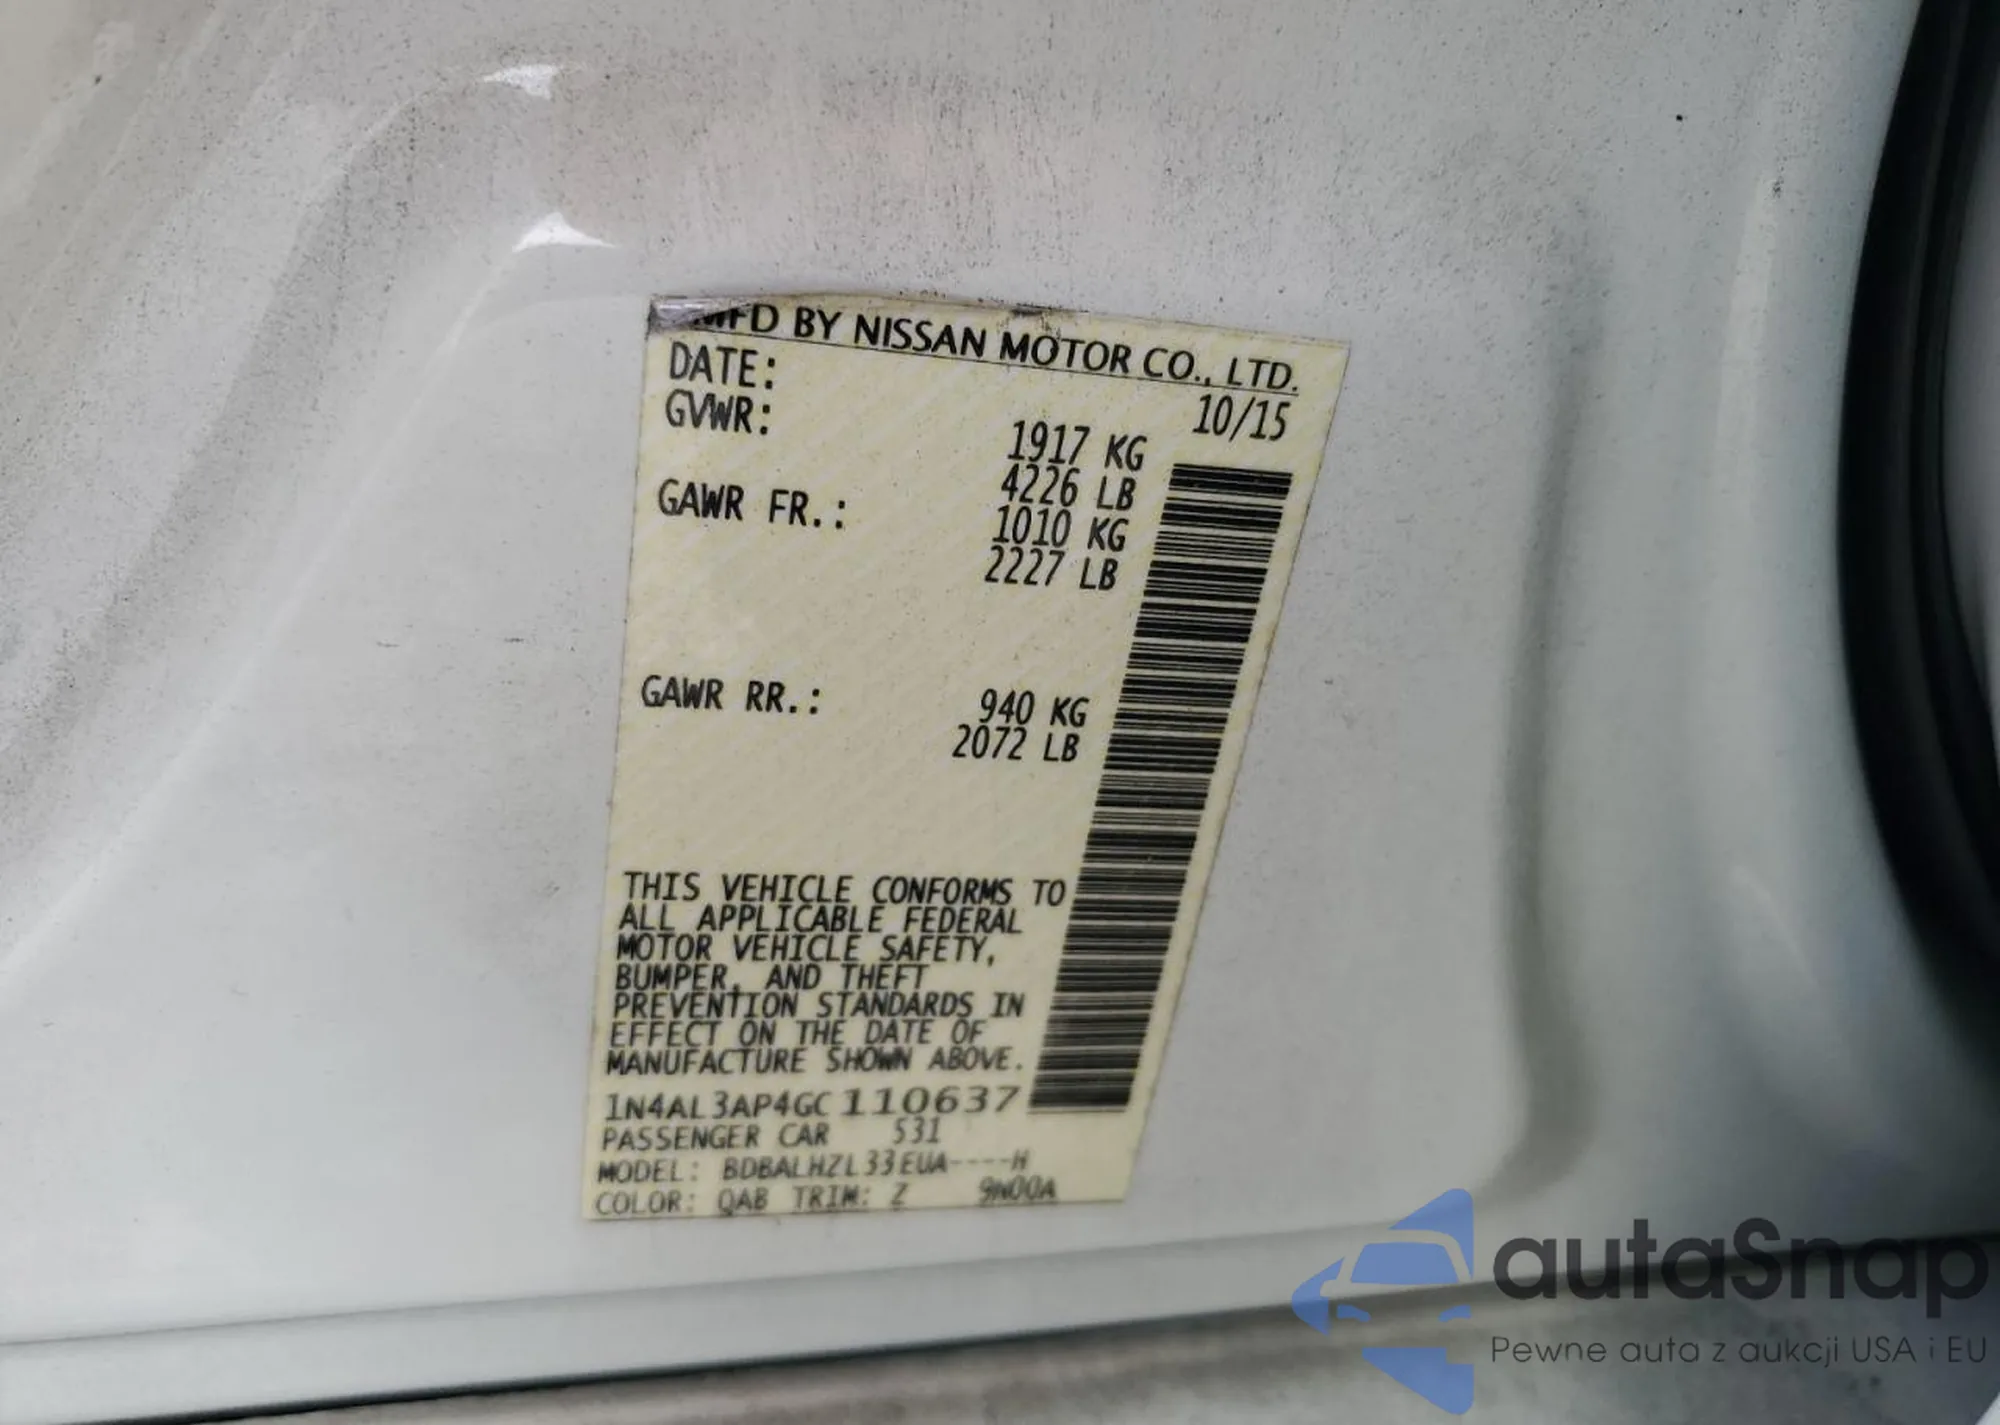 MFD BY NISSAN MOTOR CO., LTD.
DATE: 10/15
GVWR: 1917 KG
4226 LB
GAWR FR.: 1010 KG
2227 LB
GAWR RR.: 940 KG
2072 LB
THIS VEHICLE CONFORMS TO
ALL APPLICABLE FEDERAL
MOTOR VEHICLE SAFETY,
BUMPER, AND THEFT
PREVENTION STANDARDS IN
EFFECT ON THE DATE OF
MANUFACTURE SHOWN ABOVE.
1N4AL3AP4GC110637
PASSENGER CAR 531
MODEL: BDBALHZL33EUA----H
COLOR: QAB TRIM: Z 9N00A
autaSnap
Pewne auta z aukcji USA i EU